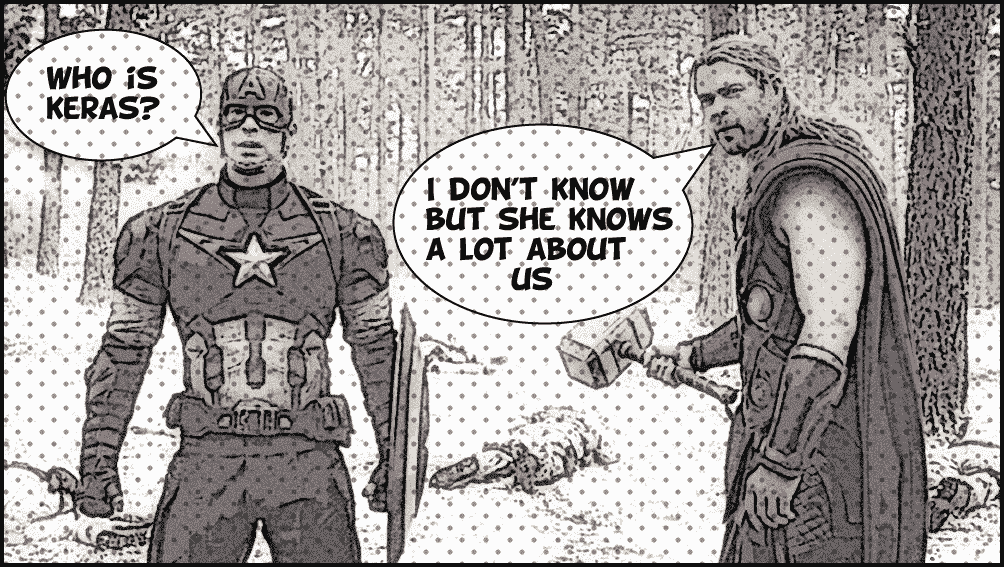 WHO iS
KERAS?
I DON'T KNOW
BUT SHE KNOWS
A LOT ABOUT
US